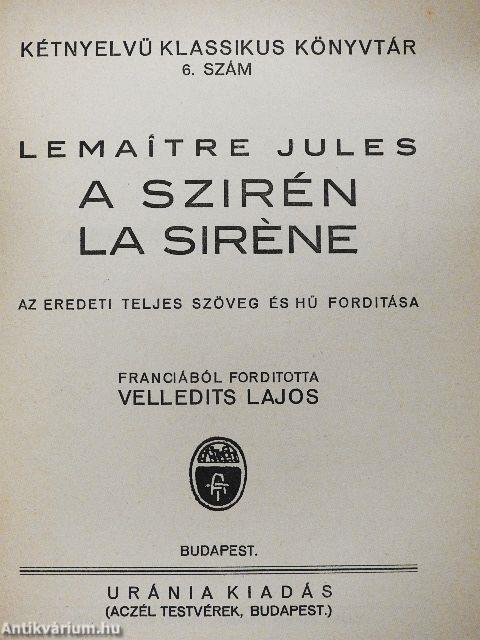 KÉTNYELVŰ KLASSIKUS KÖNYVTÁR
6. SZÁM
LEMAÎTRE JULES
A SZIRÉN
LA SIRÈNE
AZ EREDETI TELJES SZÖVEG ÉS HŰ FORDITÁSA
FRANCIÁBÓL FORDITOTTA
VELLEDITS LAJOS
BUDAPEST.
URÁNIA KIADÁS
(ACZÉL TESTVÉREK, BUDAPEST.)
Antikvárium.hu